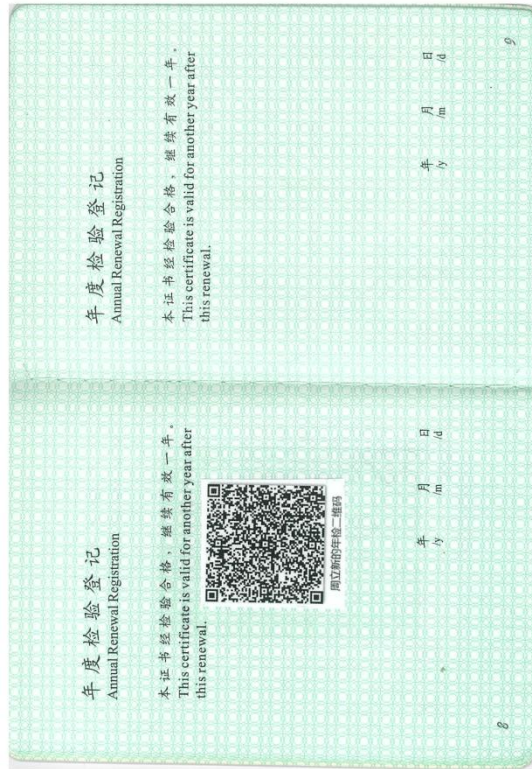 年度检验登记
Annual Renewal Registration
本证书经检验合格，继续有效一年。
This certificate is valid for another year after
this renewal.
周立新的年检二维码
年 月 日
/y /m /d
8
年度检验登记
Annual Renewal Registration
本证书经检验合格，继续有效一年。
This certificate is valid for another year after
this renewal.
年 月 日
/y /m /d
9